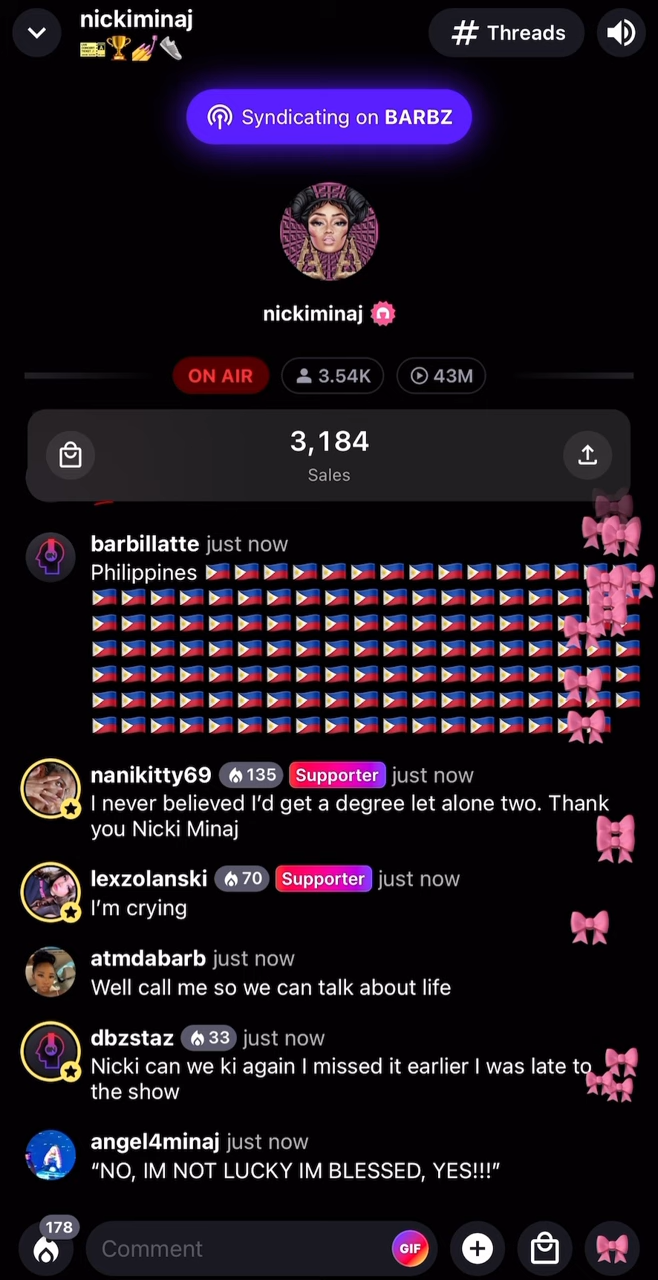 nickiminaj
Threads
Syndicating on BARBZ
nickiminaj
ON AIR
3.54K
43M
3,184
Sales
barbillatte just now
Philippines
nanikitty69 135 Supporter just now
I never believed I’d get a degree let alone two. Thank
you Nicki Minaj
lexzolanski 70 Supporter just now
I’m crying
atmdabarb just now
Well call me so we can talk about life
dbzstaz 33 just now
Nicki can we ki again I missed it earlier I was late to
the show
angel4minaj just now
“NO, IM NOT LUCKY IM BLESSED, YES!!!”
178
Comment
GIF